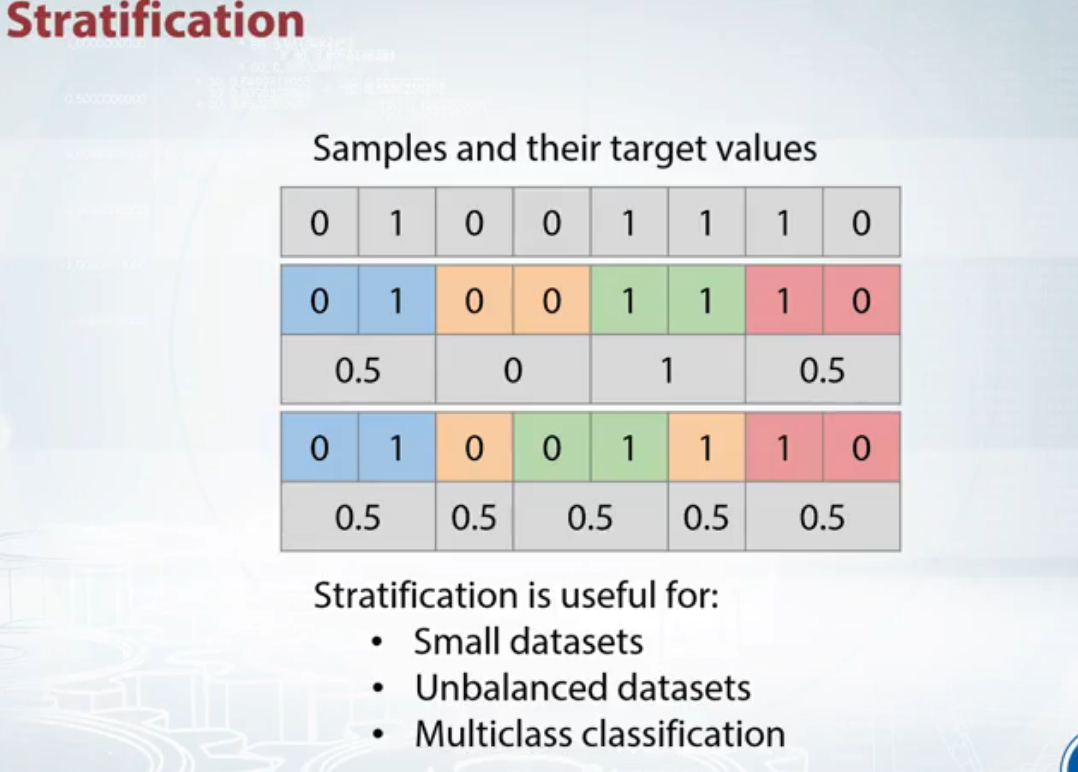 Stratification
Samples and their target values
0 1 0 0 1 1 1 0
0 1 0 0 1 1 1 0
0.5 0 1 0.5
0 1 0 0 1 1 1 0
0.5 0.5 0.5 0.5 0.5
Stratification is useful for:
• Small datasets
• Unbalanced datasets
• Multiclass classification